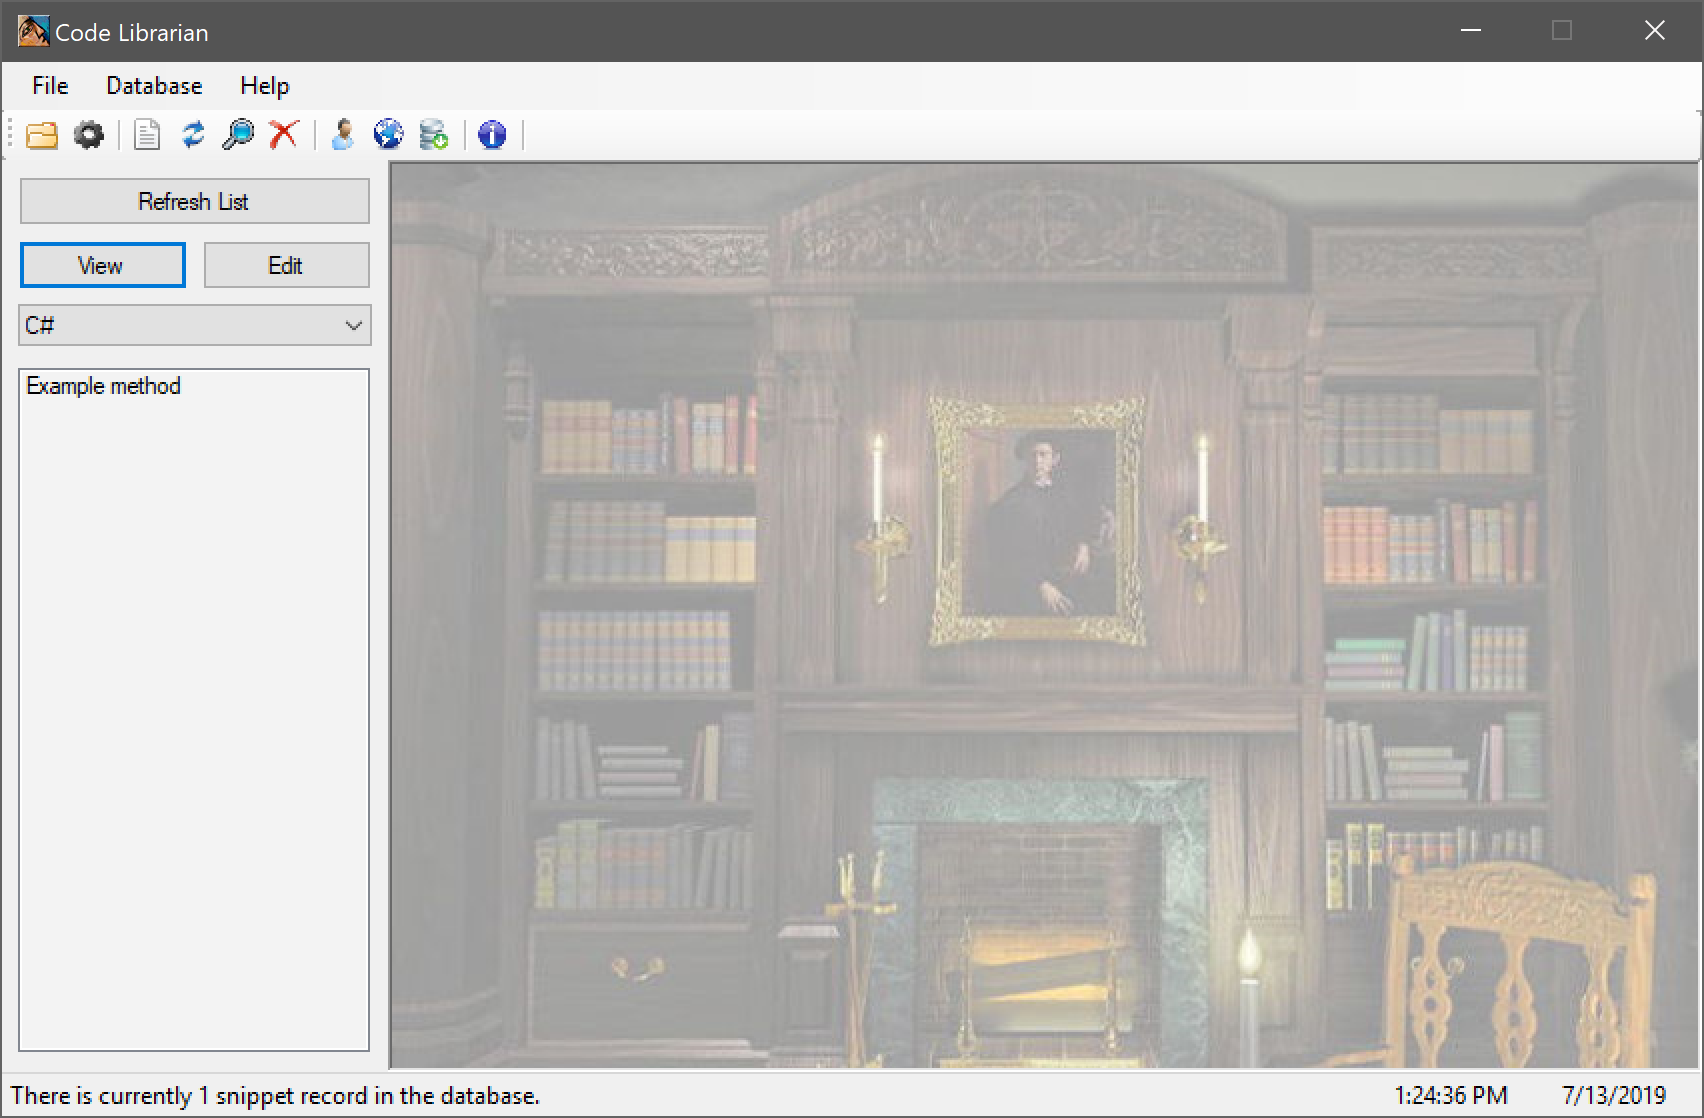 Code Librarian
File Database Help
Refresh List
View Edit
C#
Example method
There is currently 1 snippet record in the database. 1:24:36 PM 7/13/2019